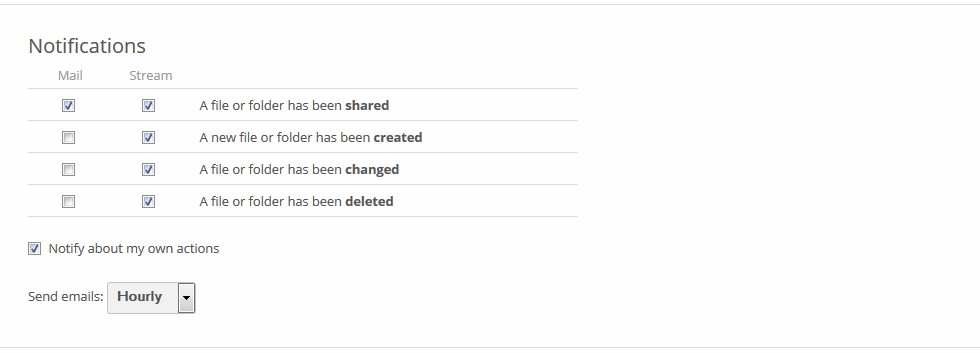 Notifications
Mail Stream
A file or folder has been shared
A new file or folder has been created
A file or folder has been changed
A file or folder has been deleted
Notify about my own actions
Send emails: Hourly